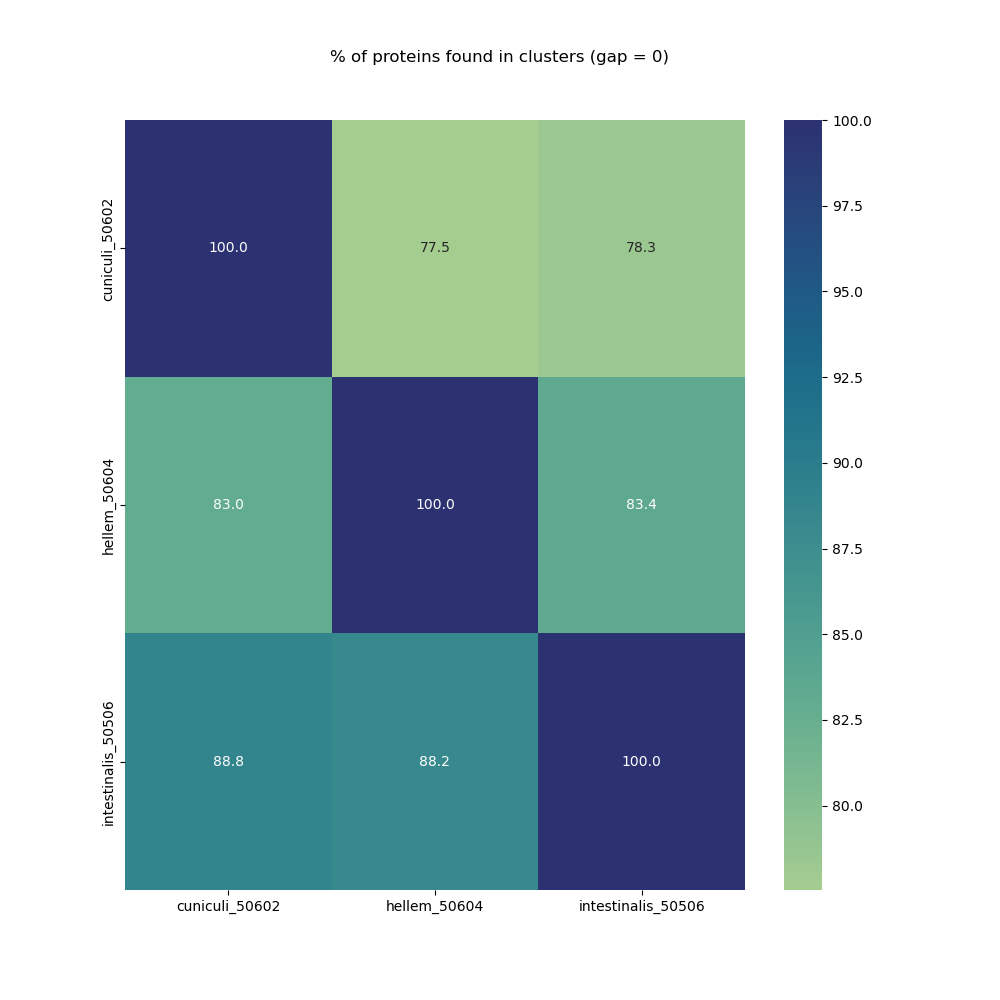 % of proteins found in clusters (gap = 0)
cuniculi_50602
100.0
77.5
78.3
hellem_50604
83.0
100.0
83.4
intestinalis_50506
88.8
88.2
100.0
cuniculi_50602
hellem_50604
intestinalis_50506
100.0
97.5
95.0
92.5
90.0
87.5
85.0
82.5
80.0